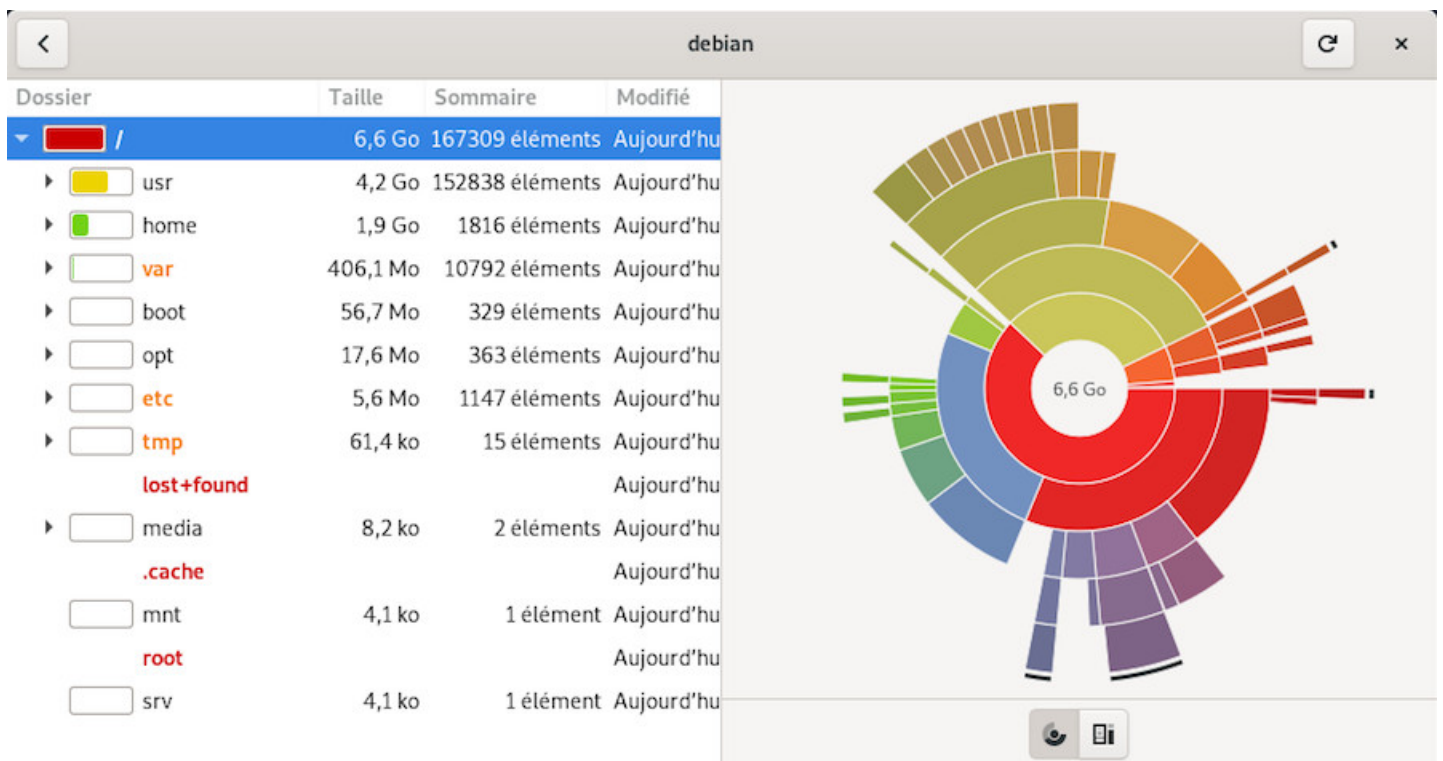 debian
Dossier Taille Sommaire Modifié
/ 6,6 Go 167309 éléments Aujourd'hu
usr 4,2 Go 152838 éléments Aujourd'hu
home 1,9 Go 1816 éléments Aujourd'hu
var 406,1 Mo 10792 éléments Aujourd'hu
boot 56,7 Mo 329 éléments Aujourd'hu
opt 17,6 Mo 363 éléments Aujourd'hu
etc 5,6 Mo 1147 éléments Aujourd'hu
tmp 61,4 ko 15 éléments Aujourd'hu
lost+found Aujourd'hu
media 8,2 ko 2 éléments Aujourd'hu
.cache Aujourd'hu
mnt 4,1 ko 1 élément Aujourd'hu
root Aujourd'hu
srv 4,1 ko 1 élément Aujourd'hu
6,6 Go